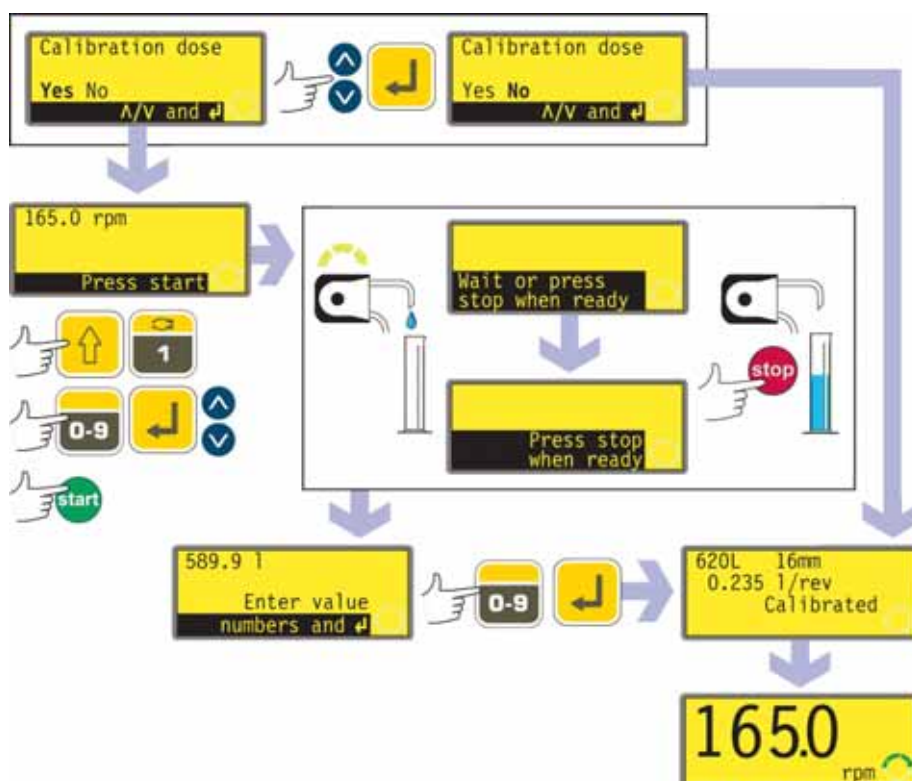 Calibration dose
Yes No
∧/∨ and ↵
Calibration dose
Yes No
∧/∨ and ↵
165.0 rpm
Press start
1
0-9
start
Wait or press
stop when ready
stop
Press stop
when ready
589.9 l
Enter value
numbers and ↵
0-9
620L 16mm
0.235 l/rev
Calibrated
165.0
rpm